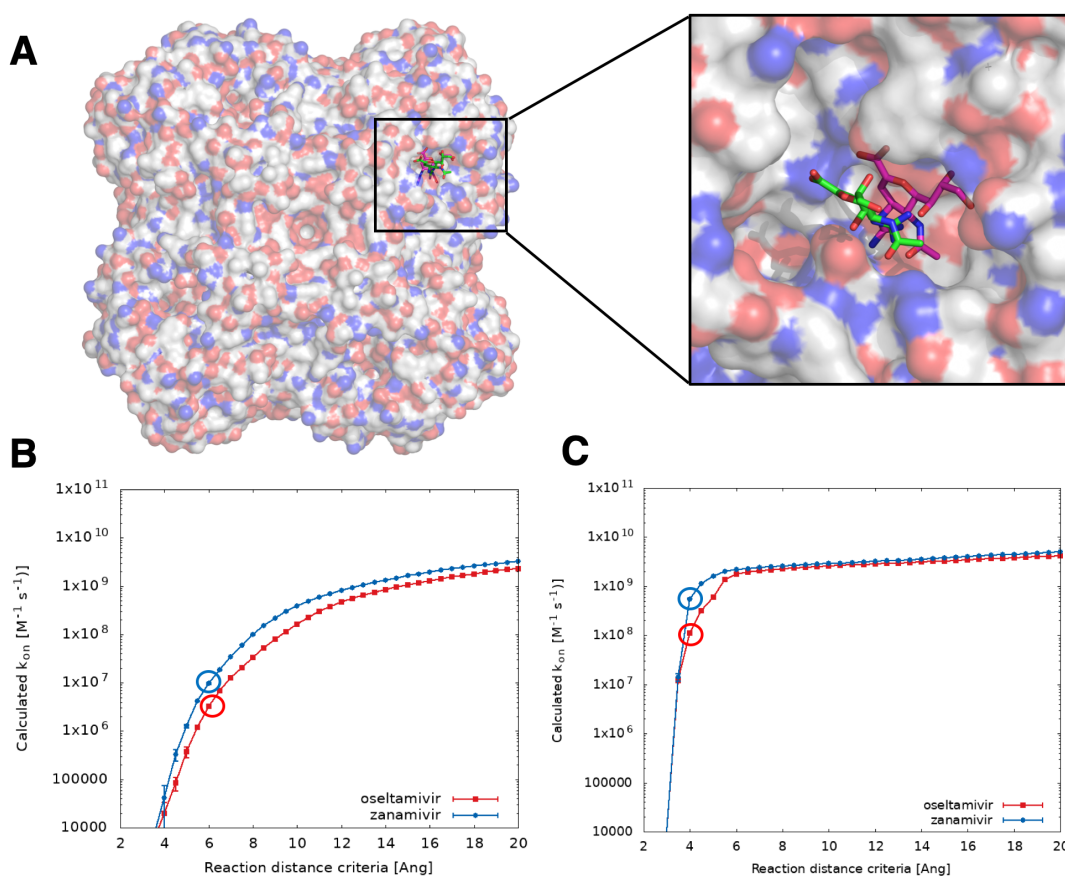 A
B
C
1x10^11
1x10^10
1x10^9
1x10^8
1x10^7
1x10^6
100000
10000
Calculated k_on [M^-1 s^-1)]
oseltamivir
zanamivir
2 4 6 8 10 12 14 16 18 20
Reaction distance criteria [Ang]
1x10^11
1x10^10
1x10^9
1x10^8
1x10^7
1x10^6
100000
10000
Calculated k_on [M^-1 s^-1)]
oseltamivir
zanamivir
2 4 6 8 10 12 14 16 18 20
Reaction distance criteria [Ang]